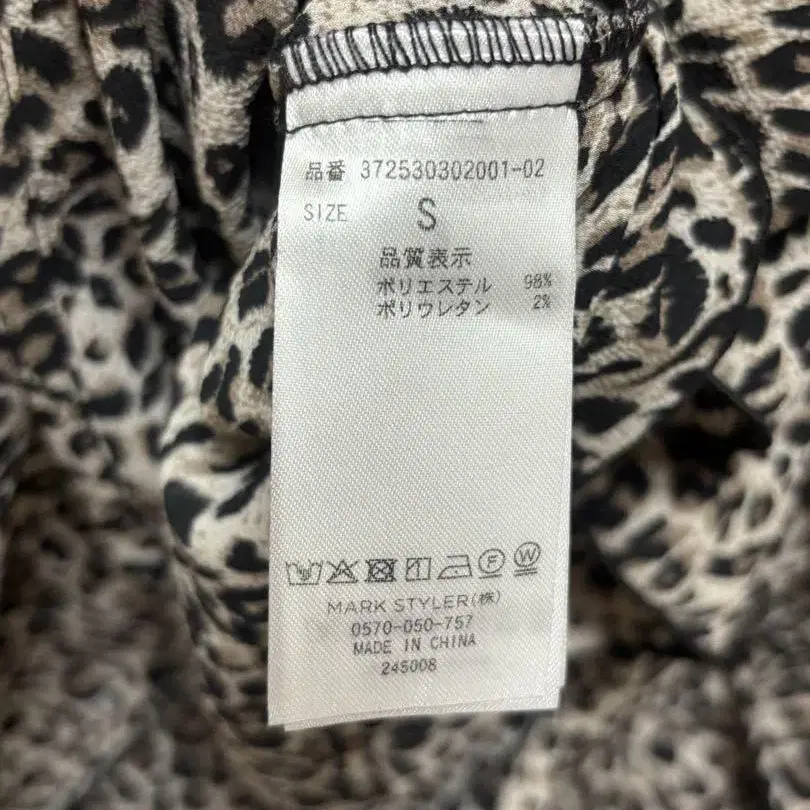 品番 372530302001-02
SIZE S
品質表示
ポリエステル 98%
ポリウレタン 2%
MARK STYLER(株)
0570-050-757
MADE IN CHINA
245008